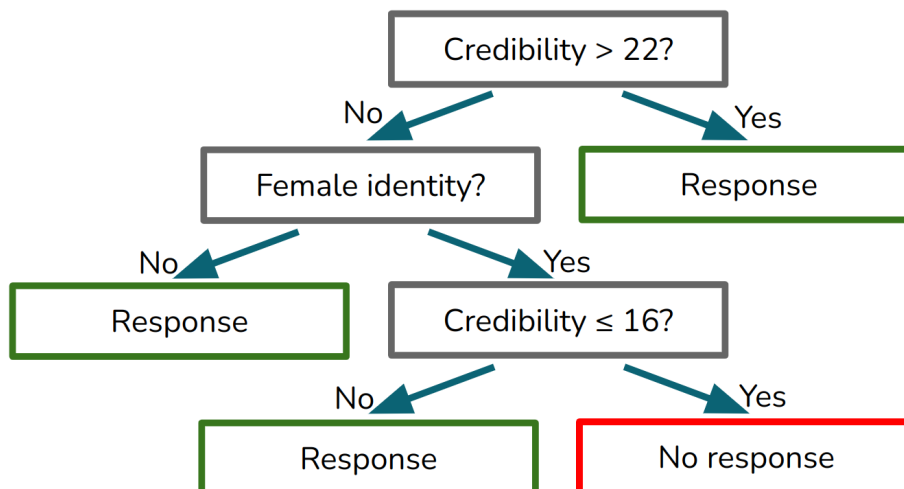 Credibility > 22?
No
Yes
Female identity?
Response
No
Yes
Response
Credibility ≤ 16?
No
Yes
Response
No response